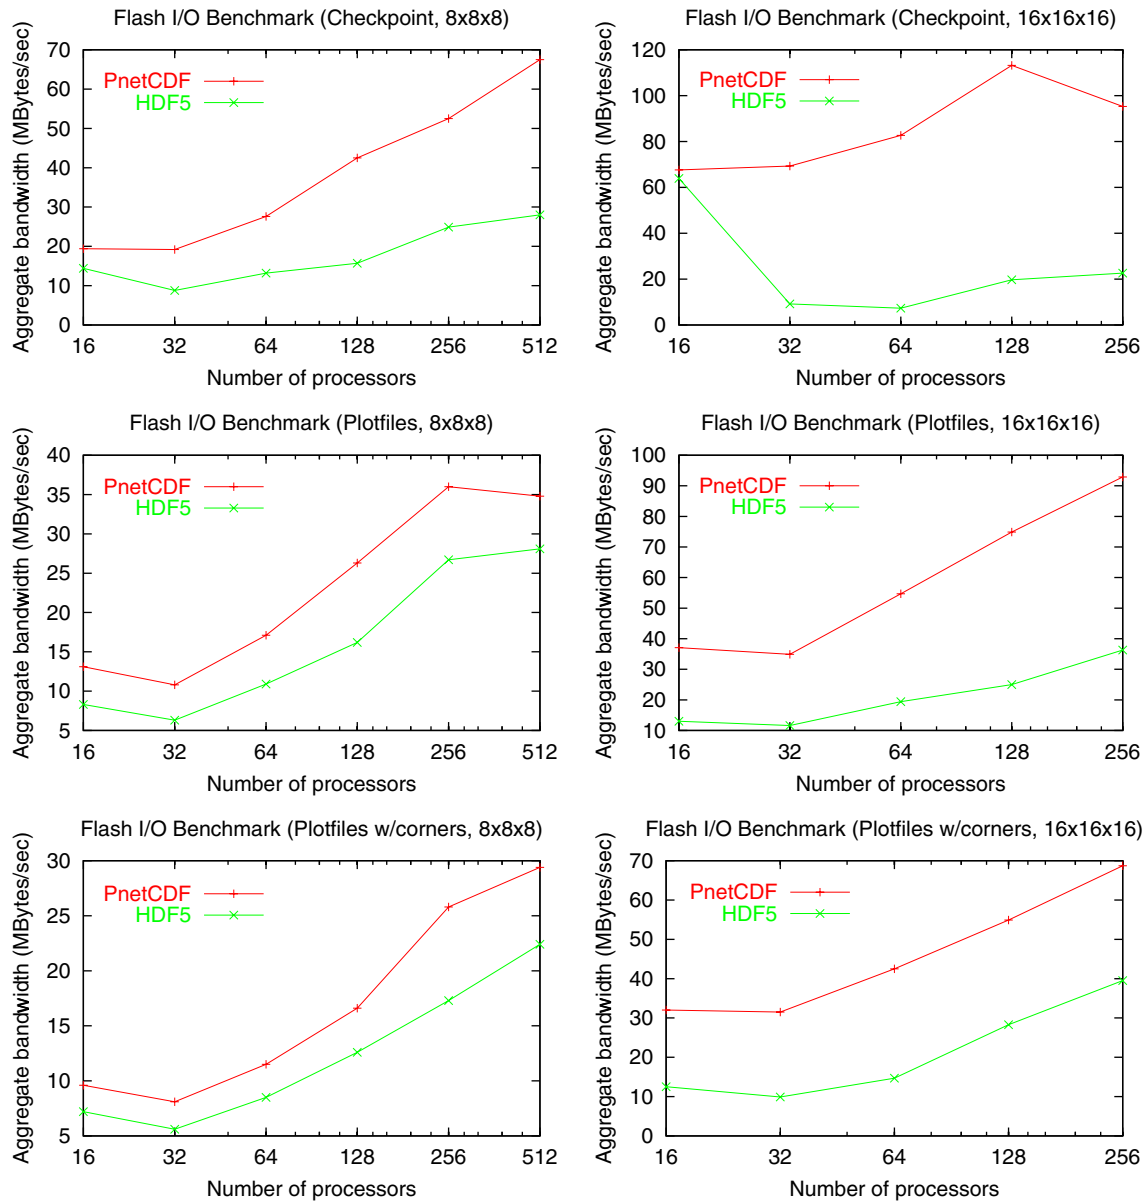 Flash I/O Benchmark (Checkpoint, 8x8x8)
Aggregate bandwidth (MBytes/sec)
70
60
50
40
30
20
10
0
PnetCDF
HDF5
16 32 64 128 256 512
Number of processors
Flash I/O Benchmark (Checkpoint, 16x16x16)
Aggregate bandwidth (MBytes/sec)
120
100
80
60
40
20
0
PnetCDF
HDF5
16 32 64 128 256
Number of processors
Flash I/O Benchmark (Plotfiles, 8x8x8)
Aggregate bandwidth (MBytes/sec)
40
35
30
25
20
15
10
5
PnetCDF
HDF5
16 32 64 128 256 512
Number of processors
Flash I/O Benchmark (Plotfiles, 16x16x16)
Aggregate bandwidth (MBytes/sec)
100
90
80
70
60
50
40
30
20
10
PnetCDF
HDF5
16 32 64 128 256
Number of processors
Flash I/O Benchmark (Plotfiles w/corners, 8x8x8)
Aggregate bandwidth (MBytes/sec)
30
25
20
15
10
5
PnetCDF
HDF5
16 32 64 128 256 512
Number of processors
Flash I/O Benchmark (Plotfiles w/corners, 16x16x16)
Aggregate bandwidth (MBytes/sec)
70
60
50
40
30
20
10
0
PnetCDF
HDF5
16 32 64 128 256
Number of processors